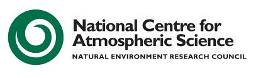 National Centre for
Atmospheric Science
NATURAL ENVIRONMENT RESEARCH COUNCIL